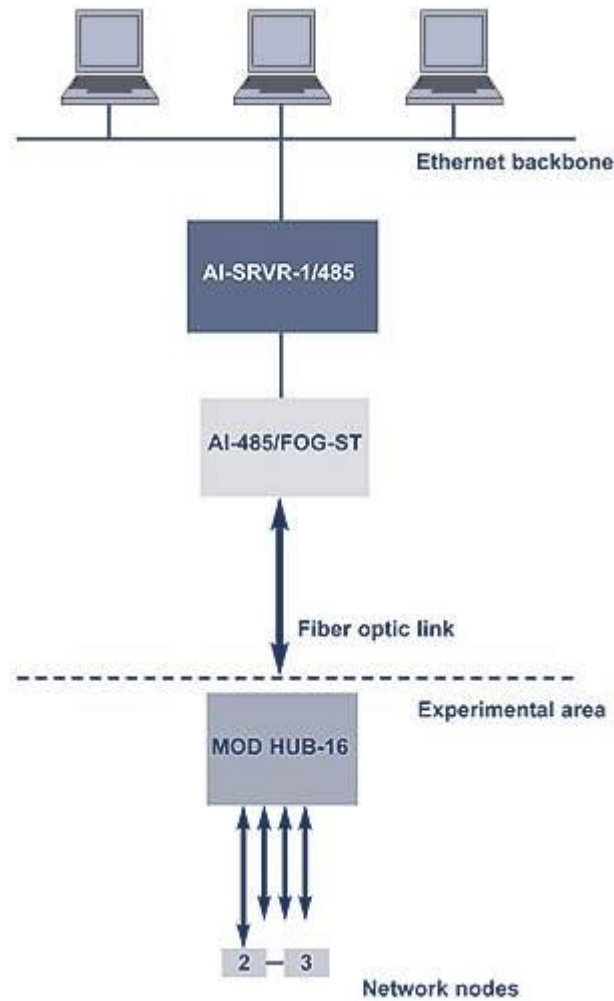 Ethernet backbone
AI-SRVR-1/485
AI-485/FOG-ST
Fiber optic link
Experimental area
MOD HUB-16
2
3
Network nodes